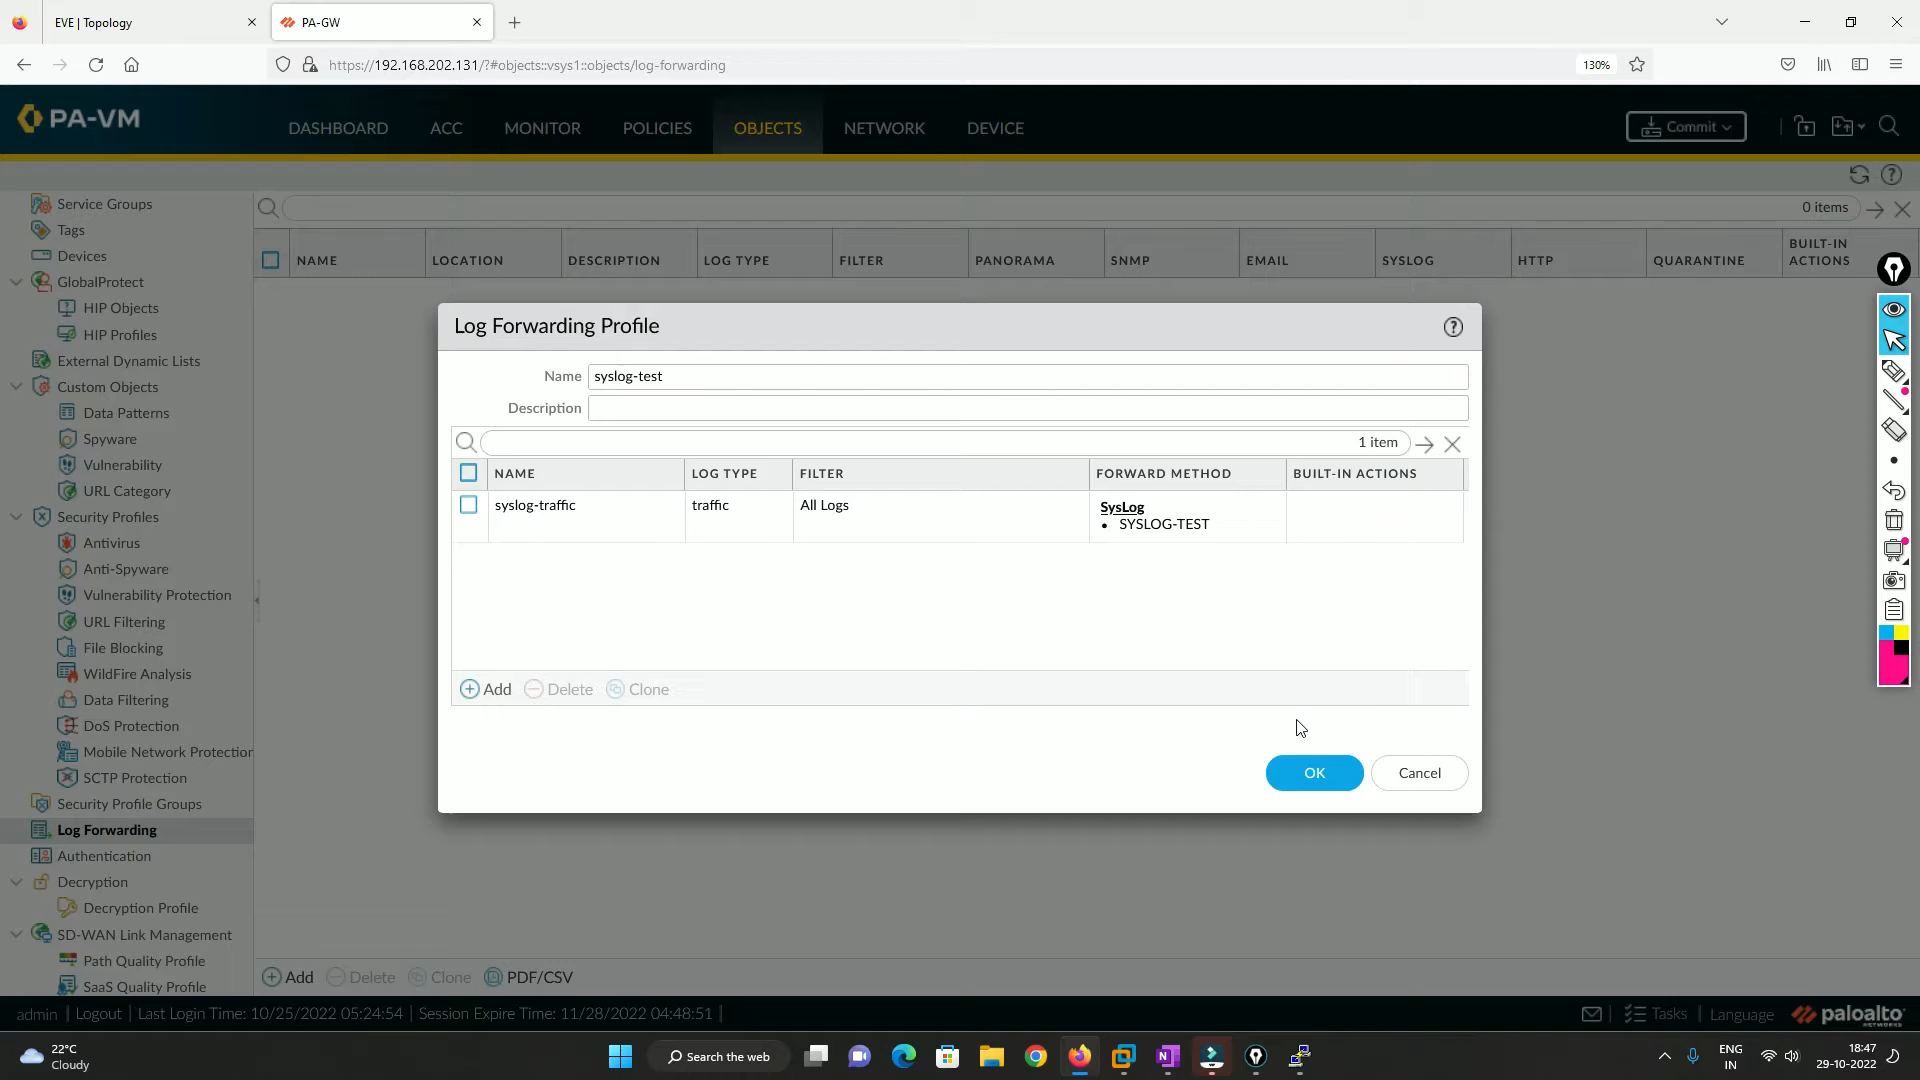 EVE | Topology
PA-GW
https://192.168.202.131/?#objects::vsys1::objects/log-forwarding
130%
PA-VM
DASHBOARD ACC MONITOR POLICIES OBJECTS NETWORK DEVICE
Commit
Service Groups
Tags
Devices
GlobalProtect
HIP Objects
HIP Profiles
External Dynamic Lists
Custom Objects
Data Patterns
Spyware
Vulnerability
URL Category
Security Profiles
Antivirus
Anti-Spyware
Vulnerability Protection
URL Filtering
File Blocking
WildFire Analysis
Data Filtering
DoS Protection
Mobile Network Protection
SCTP Protection
Security Profile Groups
Log Forwarding
Authentication
Decryption
Decryption Profile
SD-WAN Link Management
Path Quality Profile
SaaS Quality Profile
0 items
NAME LOCATION DESCRIPTION LOG TYPE FILTER PANORAMA SNMP EMAIL SYSLOG HTTP QUARANTINE BUILT-IN ACTIONS
Log Forwarding Profile
Name syslog-test
Description
1 item
NAME LOG TYPE FILTER FORWARD METHOD BUILT-IN ACTIONS
syslog-traffic traffic All Logs SysLog
• SYSLOG-TEST
Add Delete Clone
OK Cancel
Add Delete Clone PDF/CSV
admin | Logout | Last Login Time: 10/25/2022 05:24:54 | Session Expire Time: 11/28/2022 04:48:51 |
Tasks | Language paloalto
NETWORKS
22°C
Cloudy
Search the web
ENG
IN
18:47
29-10-2022